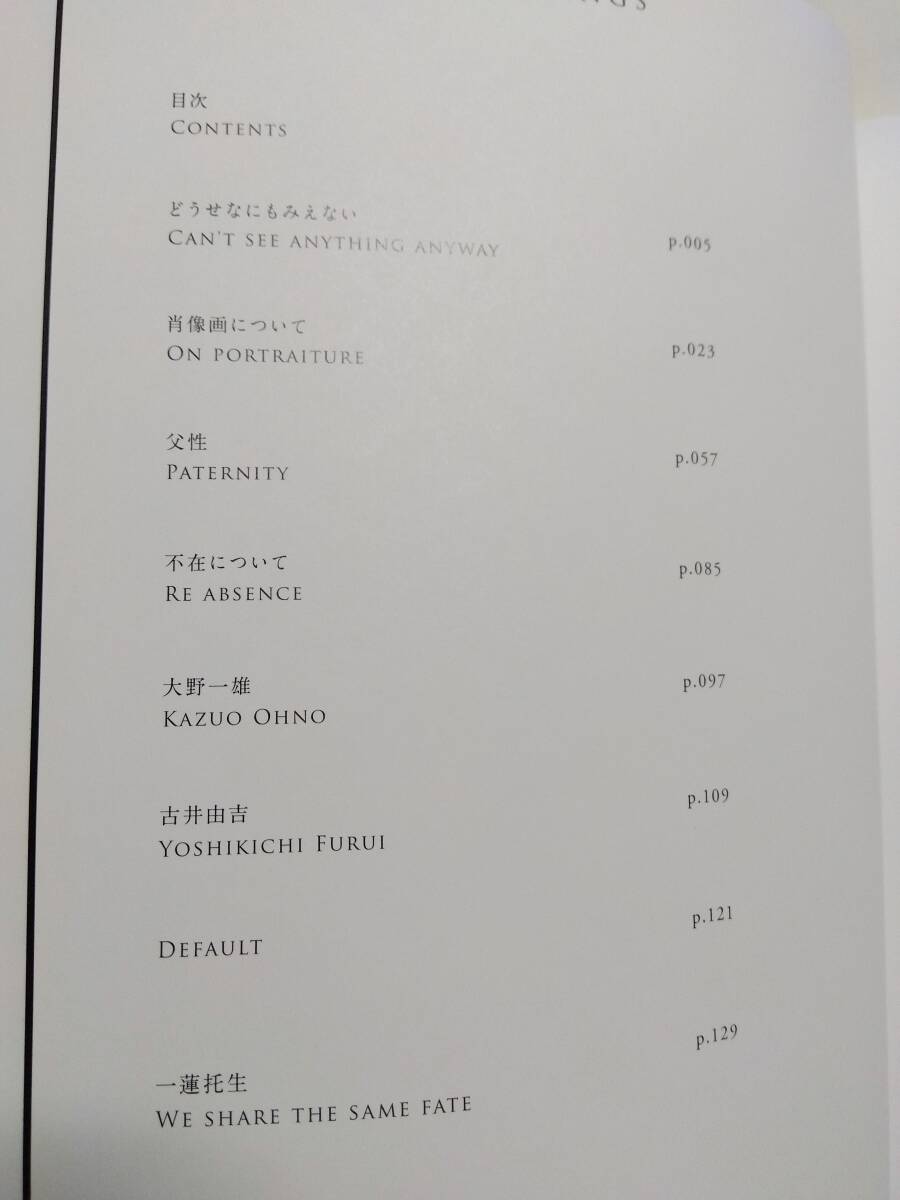 目次
CONTENTS
どうせなにもみえない
CAN'T SEE ANYTHING ANYWAY p.005
肖像画について
ON PORTRAITURE p.023
父性
PATERNITY p.057
不在について
RE ABSENCE p.085
大野一雄
KAZUO OHNO p.097
古井由吉
YOSHIKICHI FURUI p.109
DEFAULT p.121
一蓮托生
WE SHARE THE SAME FATE p.129